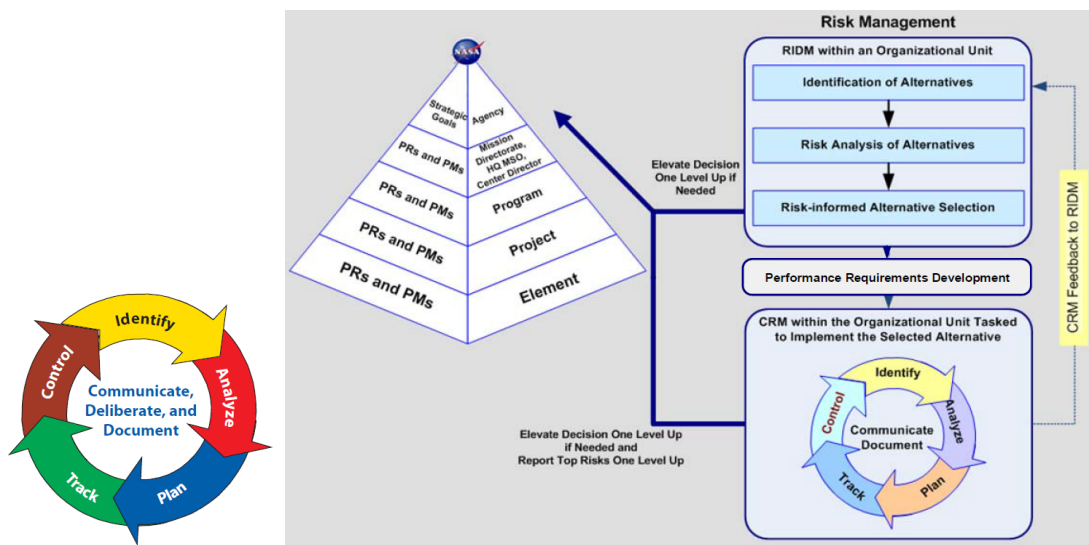 Identify
Analyze
Plan
Track
Control
Communicate,
Deliberate, and
Document
NASA
Strategic
Goals
Agency
PRs and PMs
Mission
Directorate,
HQ MSO,
Center Director
PRs and PMs
Program
PRs and PMs
Project
PRs and PMs
Element
Risk Management
RIDM within an Organizational Unit
Identification of Alternatives
Risk Analysis of Alternatives
Risk-informed Alternative Selection
Elevate Decision
One Level Up if
Needed
Performance Requirements Development
CRM within the Organizational Unit Tasked
to Implement the Selected Alternative
Identify
Analyze
Plan
Track
Control
Communicate
Document
Elevate Decision One Level Up
if Needed and
Report Top Risks One Level Up
CRM Feedback to RIDM